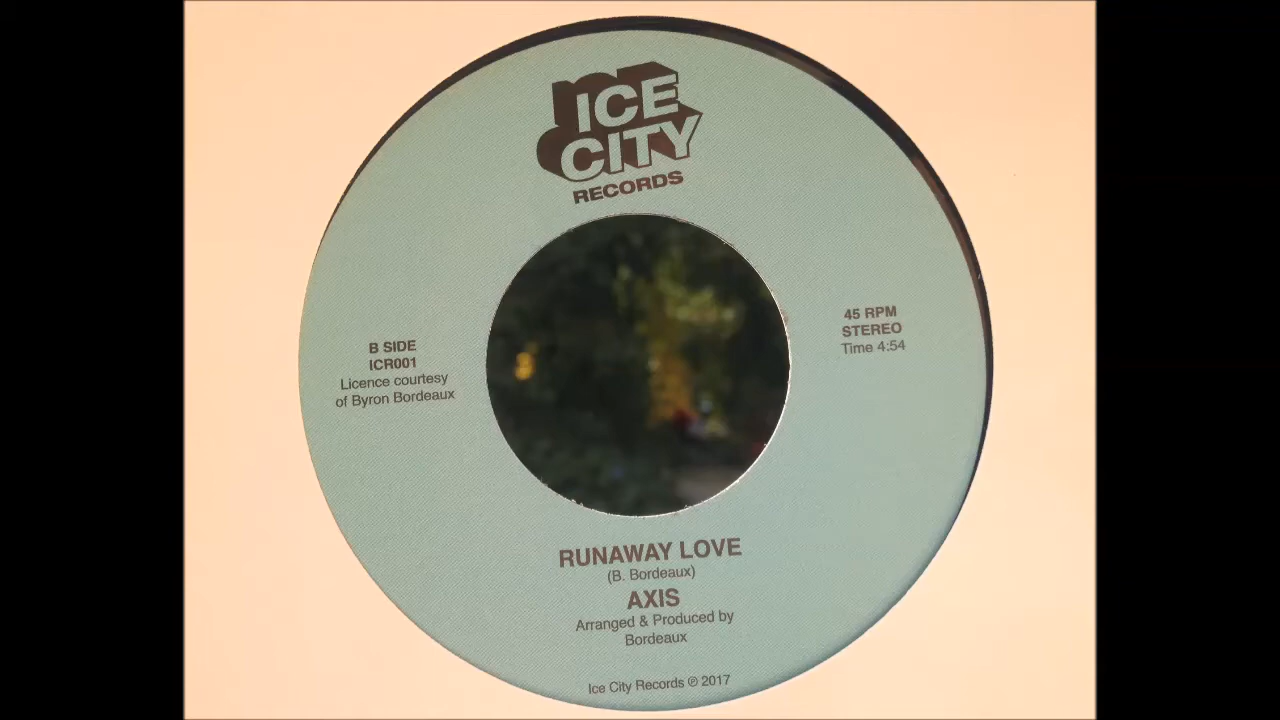 ICE
CITY
RECORDS
B SIDE
ICR001
Licence courtesy
of Byron Bordeaux
45 RPM
STEREO
Time 4:54
RUNAWAY LOVE
(B. Bordeaux)
AXIS
Arranged & Produced by
Bordeaux
Ice City Records ℗ 2017